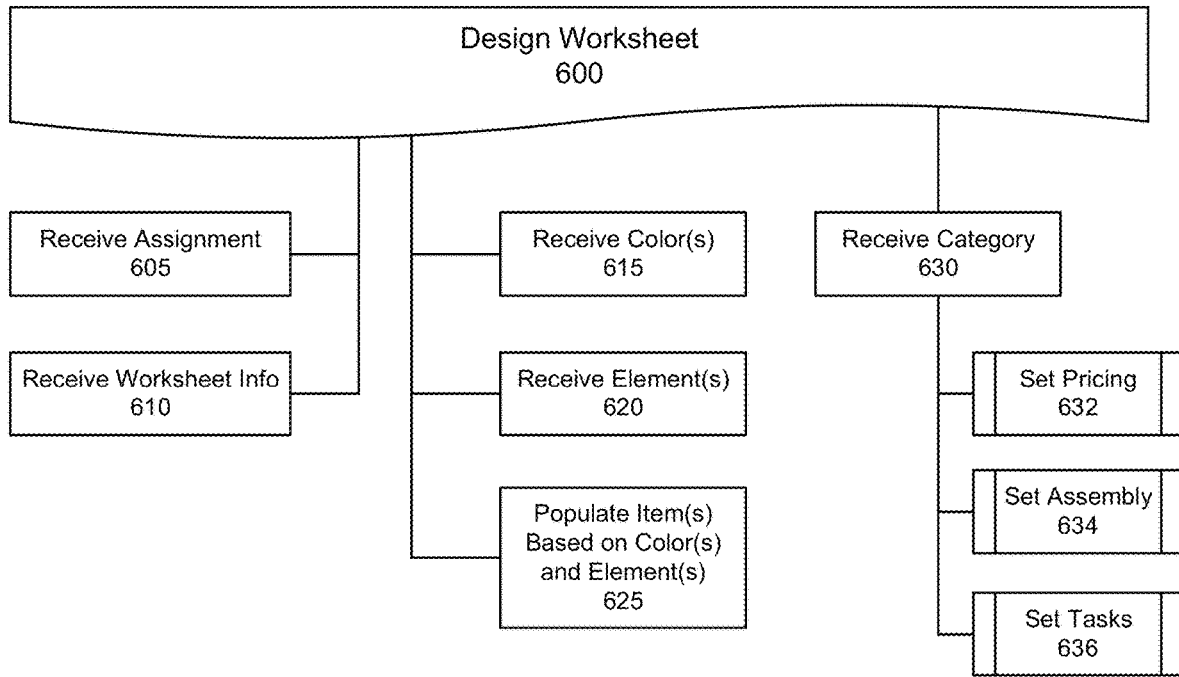 Design Worksheet
600
Receive Assignment
605
Receive Worksheet Info
610
Receive Color(s)
615
Receive Element(s)
620
Populate Item(s)
Based on Color(s)
and Element(s)
625
Receive Category
630
Set Pricing
632
Set Assembly
634
Set Tasks
636